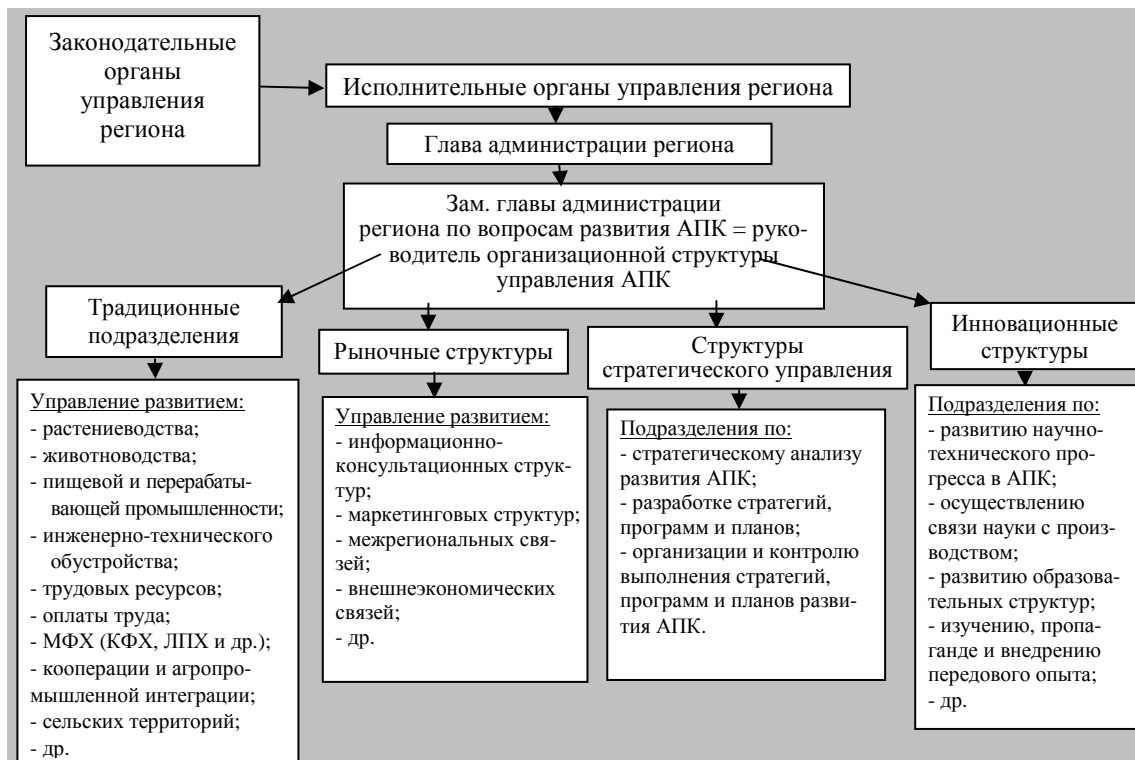 Законодательные
органы
управления
региона
Исполнительные органы управления региона
Глава администрации региона
Зам. главы администрации
региона по вопросам развития АПК = руко-
водитель организационной структуры
управления АПК
Традиционные
подразделения
Рыночные структуры
Структуры
стратегического управления
Инновационные
структуры
Управление развитием:
- растениеводства;
- животноводства;
- пищевой и перерабаты-
вающей промышленности;
- инженерно-технического
обустройства;
- трудовых ресурсов;
- оплаты труда;
- МФХ (КФХ, ЛПХ и др.);
- кооперации и агропро-
мышленной интеграции;
- сельских территорий;
- др.
Управление развитием:
- информационно-
консультационных струк-
тур;
- маркетинговых структур;
- межрегиональных свя-
зей;
- внешнеэкономических
связей;
- др.
Подразделения по:
- стратегическому анализу
развития АПК;
- разработке стратегий,
программ и планов;
- организации и контролю
выполнения стратегий,
программ и планов разви-
тия АПК.
Подразделения по:
- развитию научно-
технического про-
гресса в АПК;
- осуществлению
связи науки с произ-
водством;
- развитию образова-
тельных структур;
- изучению, пропа-
ганде и внедрению
передового опыта;
- др.